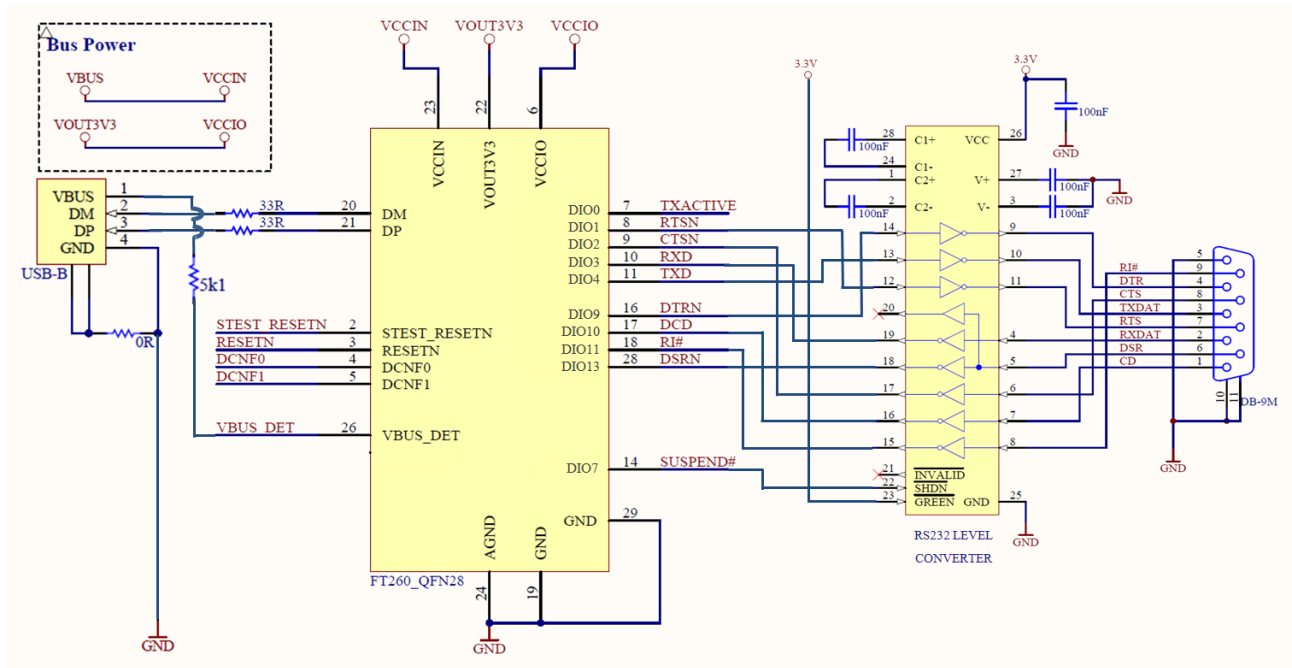 Bus Power
VBUS VCCIN
VOUT3V3 VCCIO
VCCIN VOUT3V3 VCCIO
23 22 6
VCCIN VOUT3V3 VCCIO
USB-B
VBUS 1
DM 2
DP 3
GND 4
33R
33R
5k1
0R
GND
20 DM
21 DP
STEST_RESETN 2 STEST_RESETN
RESETN 3 RESETN
DCNF0 4 DCNF0
DCNF1 5 DCNF1
VBUS_DET 26 VBUS_DET
DIO0 7 TXACTIVE
DIO1 8 RTSN
DIO2 9 CTSN
DIO3 10 RXD
DIO4 11 TXD
DIO9 16 DTRN
DIO10 17 DCD
DIO11 18 RI#
DIO13 28 DSRN
DIO7 14 SUSPEND#
GND 29
AGND GND
24 19
FT260_QFN28
GND
3.3V
3.3V
100nF
GND
100nF
100nF
100nF
100nF
GND
28 C1+ VCC 26
24 C1-
1 C2+ V+ 27
2 C2- V- 3
14 9
13 10
12 11
20
19 4
18 5
17 6
16 7
15 8
21 INVALID
22 SHDN
23 GREEN GND 25
GND
RS232 LEVEL
CONVERTER
5
RI# 9
DTR 4
CTS 8
TXDAT 3
RTS 7
RXDAT 2
DSR 6
CD 1
10 11
DB-9M
GND